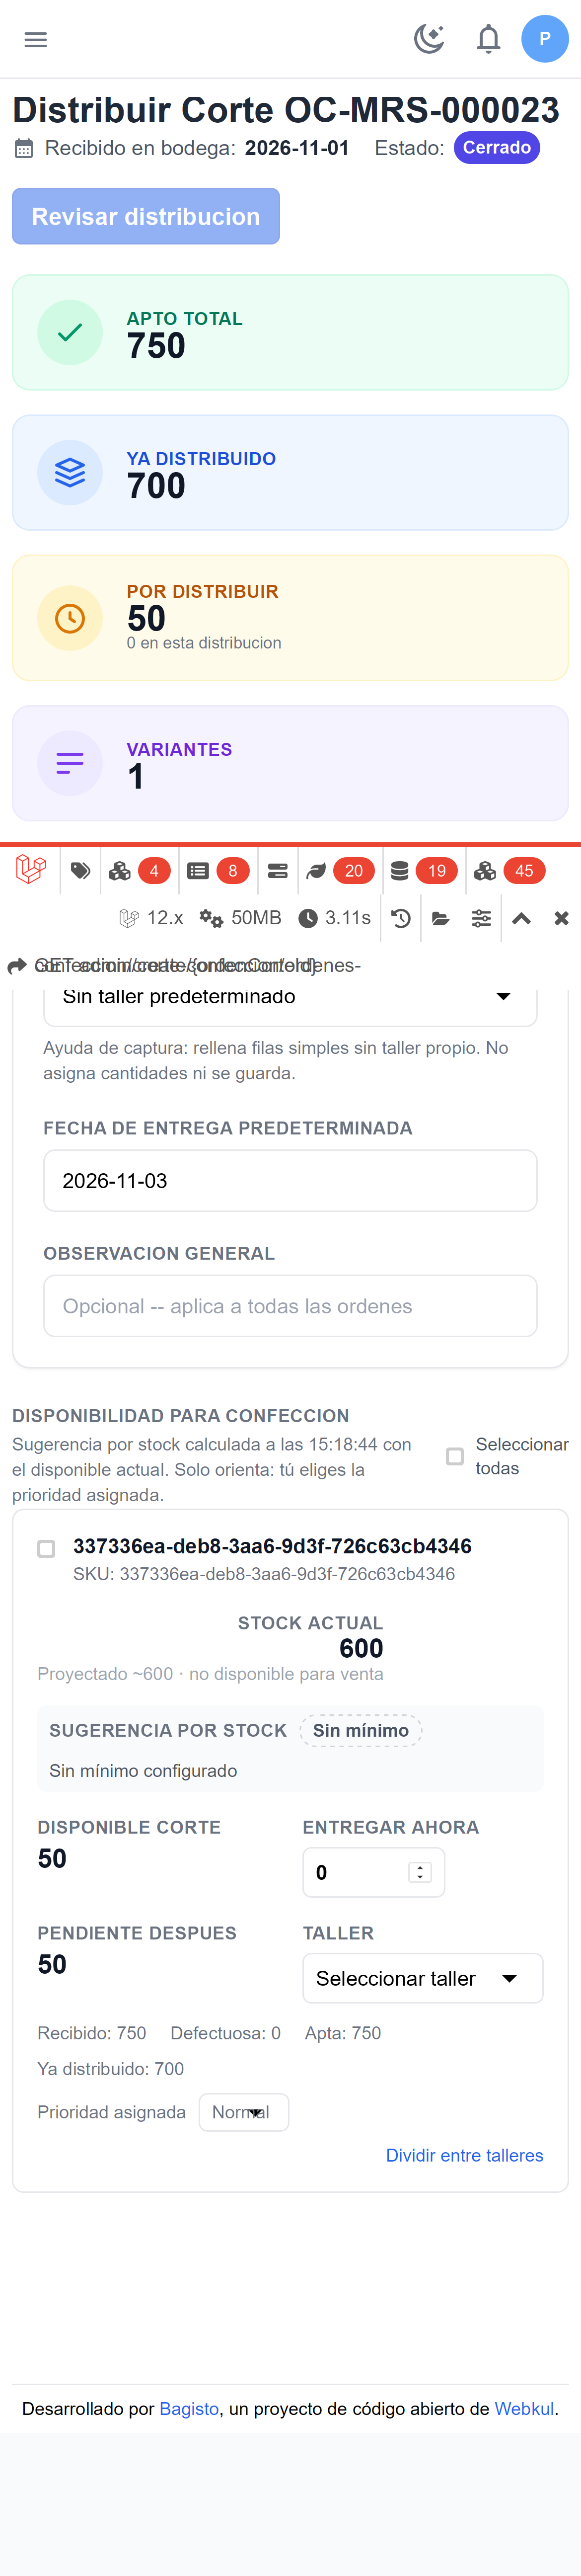 P
Distribuir Corte OC-MRS-000023
Recibido en bodega: 2026-11-01 Estado: Cerrado
Revisar distribucion
APTO TOTAL
750
YA DISTRIBUIDO
700
POR DISTRIBUIR
50
0 en esta distribucion
VARIANTES
1
4 8 20 19 45
12.x 50MB 3.11s
Sin taller predeterminado
Ayuda de captura: rellena filas simples sin taller propio. No
asigna cantidades ni se guarda.
FECHA DE ENTREGA PREDETERMINADA
2026-11-03
OBSERVACION GENERAL
Opcional -- aplica a todas las ordenes
DISPONIBILIDAD PARA CONFECCION
Sugerencia por stock calculada a las 15:18:44 con
el disponible actual. Solo orienta: tú eliges la
prioridad asignada.
Seleccionar
todas
337336ea-deb8-3aa6-9d3f-726c63cb4346
SKU: 337336ea-deb8-3aa6-9d3f-726c63cb4346
STOCK ACTUAL
600
Proyectado ~600 · no disponible para venta
SUGERENCIA POR STOCK Sin mínimo
Sin mínimo configurado
DISPONIBLE CORTE
50
ENTREGAR AHORA
0
PENDIENTE DESPUES
50
TALLER
Seleccionar taller
Recibido: 750 Defectuosa: 0 Apta: 750
Ya distribuido: 700
Prioridad asignada Normal
Dividir entre talleres
Desarrollado por Bagisto, un proyecto de código abierto de Webkul.